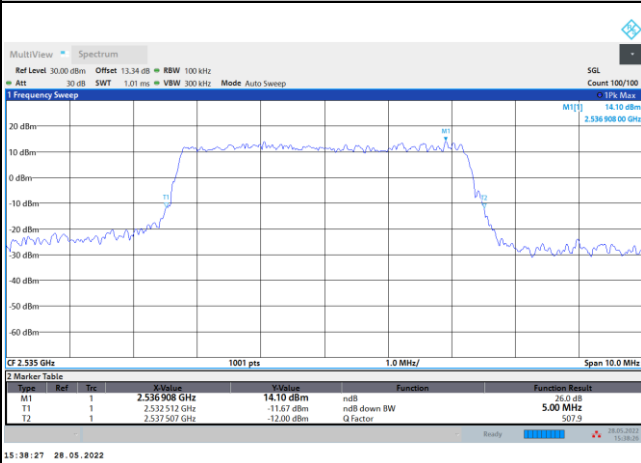 MultiView Spectrum
Ref Level 30.00 dBm Offset 13.34 dB RBW 100 kHz SGL
Att 30 dB SWT 1.01 ms VBW 300 kHz Mode Auto Sweep Count 100/100
1 Frequency Sweep 1Pk Max
M1[1] 14.10 dBm
2.536 908 00 GHz
20 dBm
M1
10 dBm
0 dBm
T1
T2
-10 dBm
-20 dBm
-30 dBm
-40 dBm
-50 dBm
-60 dBm
CF 2.535 GHz 1001 pts 1.0 MHz/ Span 10.0 MHz
2 Marker Table
Type Ref Trc X-Value Y-Value Function Function Result
M1 1 2.536 908 GHz 14.10 dBm ndB 26.0 dB
T1 1 2.532 512 GHz -11.67 dBm ndB down BW 5.00 MHz
T2 1 2.537 507 GHz -12.00 dBm Q Factor 507.9
Ready 28.05.2022
15:38:26
15:38:27 28.05.2022